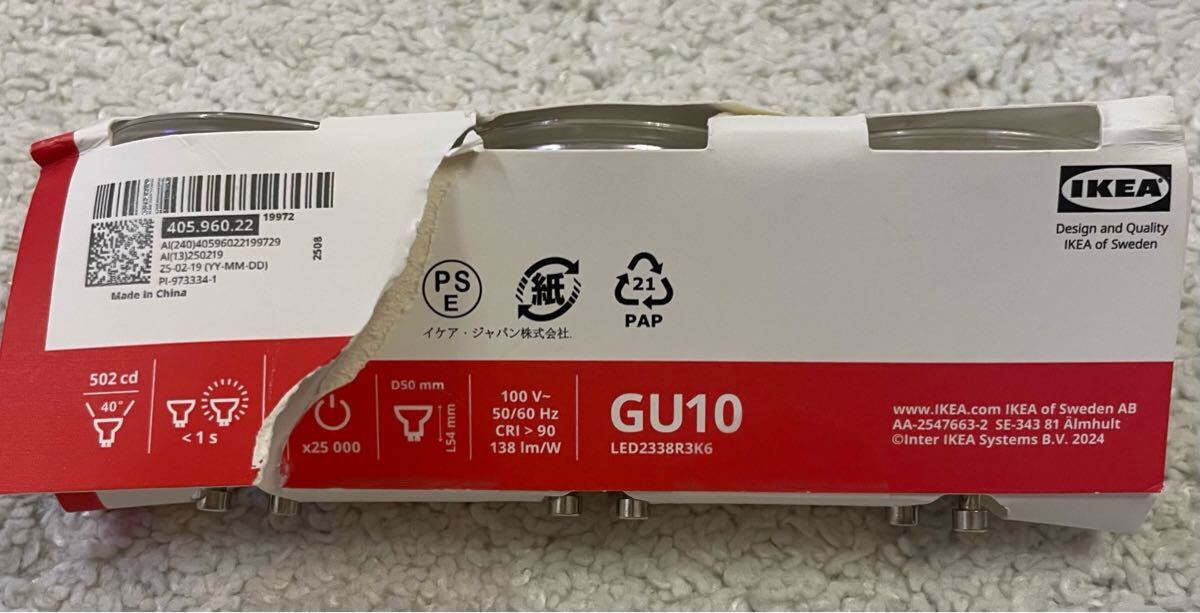 405.960.22
19972
AI(240)40596022199729
AI(13)250219
25-02-19 (YY-MM-DD)
PI-973334-1
Made in China
2508
PS
E
イケア・ジャパン株式会社.
紙
21
PAP
IKEA
Design and Quality
IKEA of Sweden
502 cd
40°
< 1 s
x25 000
D50 mm
L54 mm
100 V~
50/60 Hz
CRI > 90
138 lm/W
GU10
LED2338R3K6
www.IKEA.com IKEA of Sweden AB
AA-2547663-2 SE-343 81 Älmhult
©Inter IKEA Systems B.V. 2024